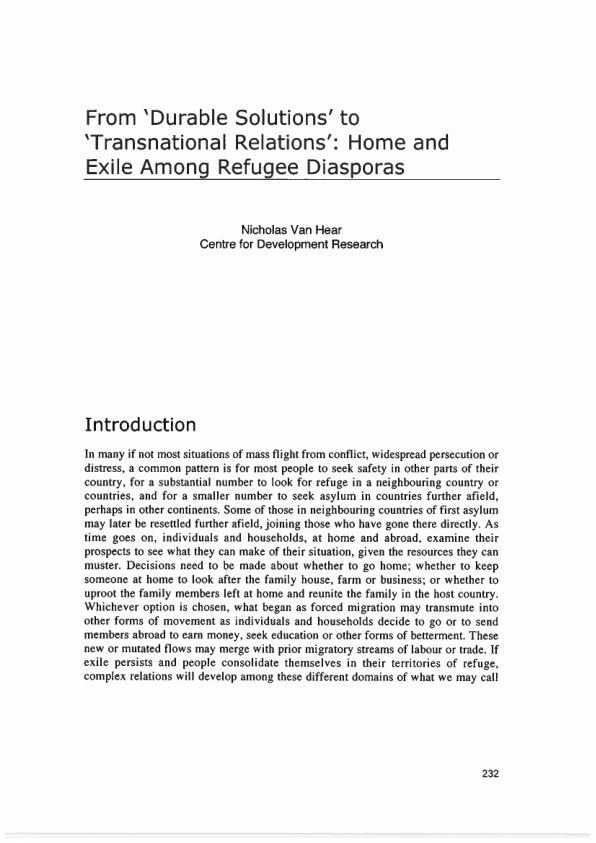 From ‘Durable Solutions’ to
‘Transnational Relations’: Home and
Exile Among Refugee Diasporas
Nicholas Van Hear
Centre for Development Research
Introduction
In many if not most situations of mass flight from conflict, widespread persecution or
distress, a common pattern is for most people to seek safety in other parts of their
country, for a substantial number to look for refuge in a neighbouring country or
countries, and for a smaller number to seek asylum in countries further afield,
perhaps in other continents. Some of those in neighbouring countries of first asylum
may later be resettled further afield, joining those who have gone there directly. As
time goes on, individuals and households, at home and abroad, examine their
prospects to see what they can make of their situation, given the resources they can
muster. Decisions need to be made about whether to go home; whether to keep
someone at home to look after the family house, farm or business; or whether to
uproot the family members left at home and reunite the family in the host country.
Whichever option is chosen, what began as forced migration may transmute into
other forms of movement as individuals and households decide to go or to send
members abroad to earn money, seek education or other forms of betterment. These
new or mutated flows may merge with prior migratory streams of labour or trade. If
exile persists and people consolidate themselves in their territories of refuge,
complex relations will develop among these different domains of what we may call
232